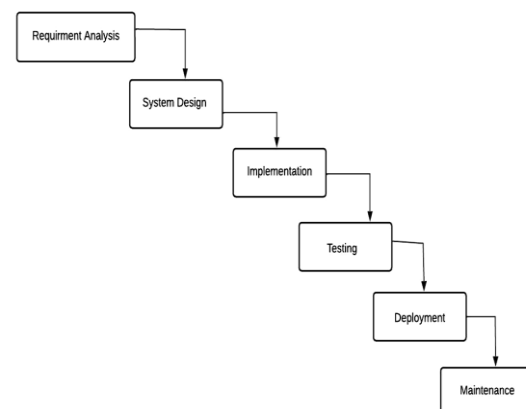 Requirment Analysis
System Design
Implementation
Testing
Deployment
Maintenance